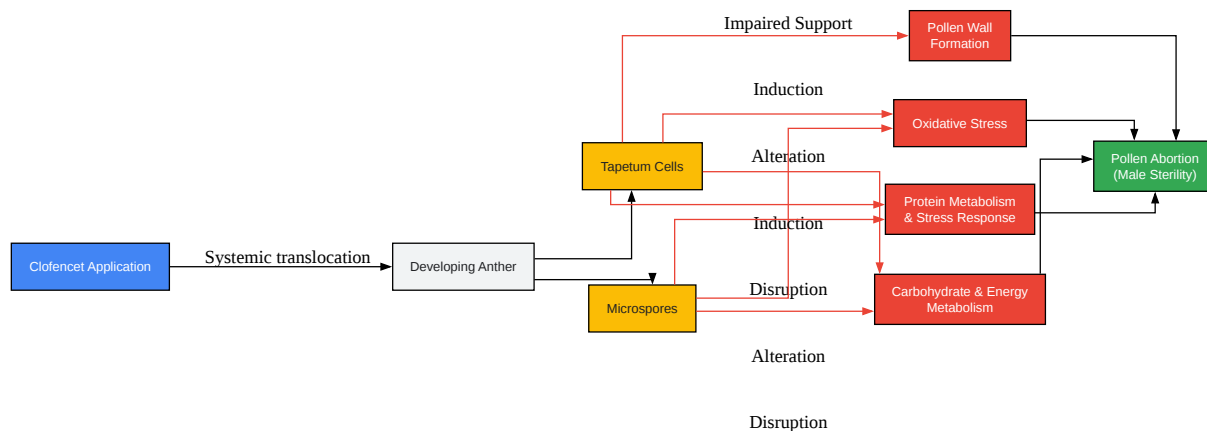 Impaired Support
Pollen Wall
Formation
Induction
Oxidative Stress
Alteration
Tapetum Cells
Pollen Abortion
(Male Sterility)
Protein Metabolism
& Stress Response
Induction
Clofencet Application
Systemic translocation
Developing Anther
Disruption
Carbohydrate & Energy
Metabolism
Microspores
Alteration
Disruption